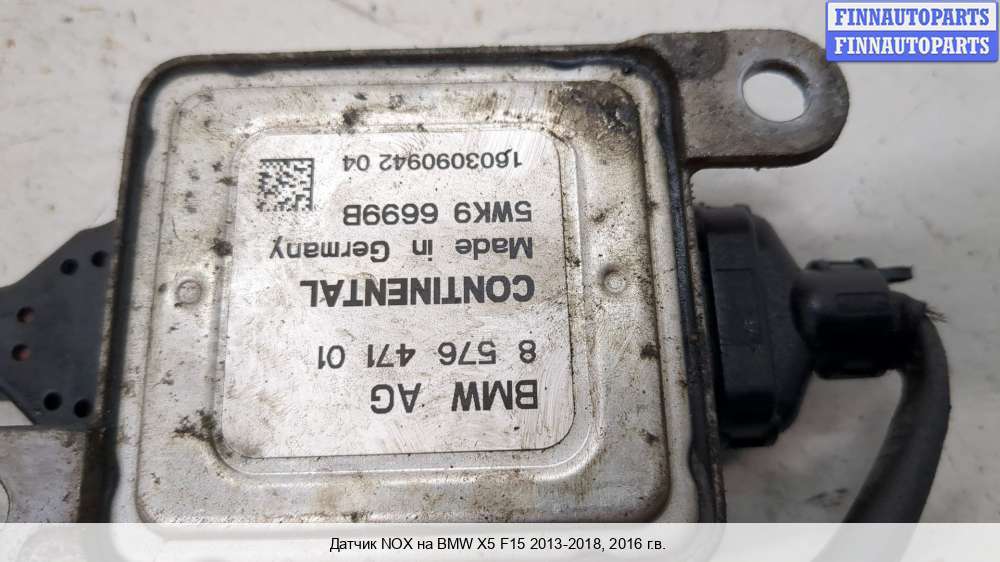 FINNAUTOPARTS
FINNAUTOPARTS
BMW AG
8 576 471 01
CONTINENTAL
Made in Germany
5WK9 6699B
1603090942 04
Датчик NOX на BMW X5 F15 2013-2018, 2016 г.в.